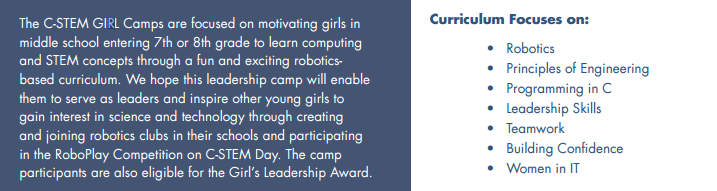 The C-STEM GIRL Camps are focused on motivating girls in
middle school entering 7th or 8th grade to learn computing
and STEM concepts through a fun and exciting robotics-
based curriculum. We hope this leadership camp will enable
them to serve as leaders and inspire other young girls to
gain interest in science and technology through creating
and joining robotics clubs in their schools and participating
in the RoboPlay Competition on C-STEM Day. The camp
participants are also eligible for the Girl's Leadership Award.
Curriculum Focuses on:
• Robotics
• Principles of Engineering
• Programming in C
• Leadership Skills
• Teamwork
• Building Confidence
• Women in IT